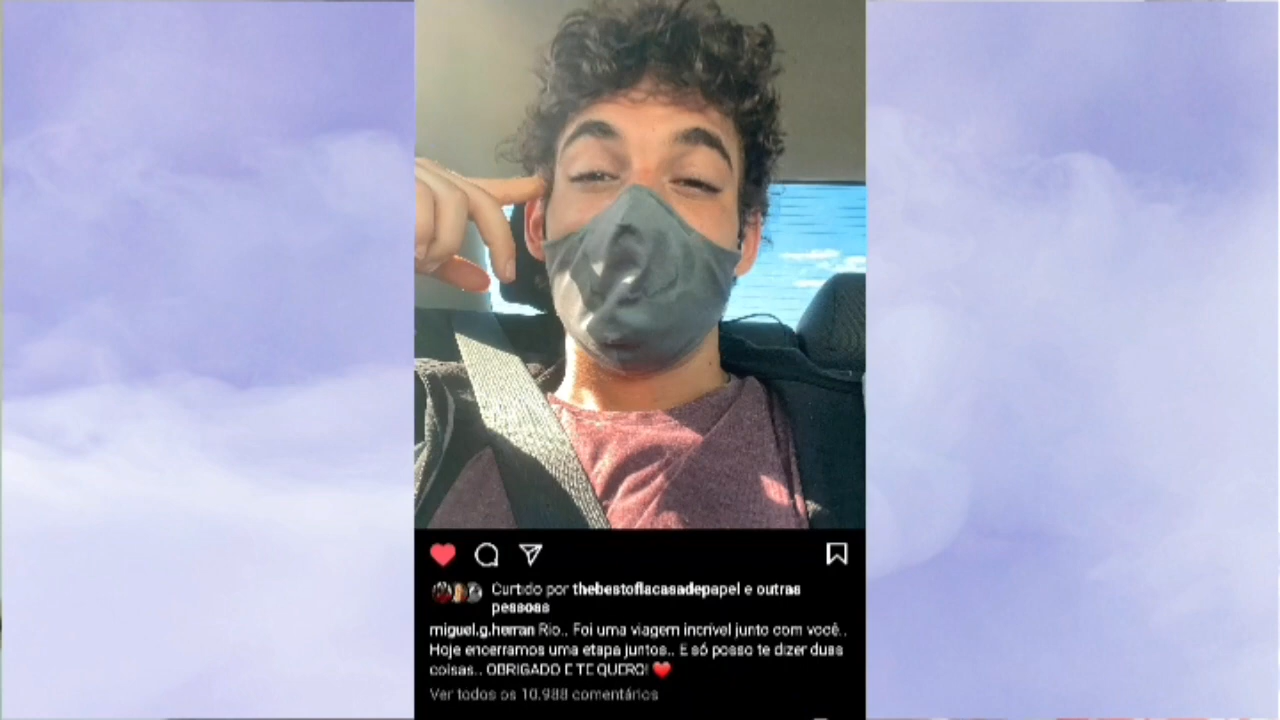 Curtido por thebestoflacasadepapel e outras
pessoas
miguel.g.herran Rio.. Foi uma viagem incrivel junto com você..
Hoje encerramos uma etapa juntos.. E só posso te dizer duas
coisas.. OBRIGADO E TE QUERO! ❤️
Ver todos os 10.988 comentários